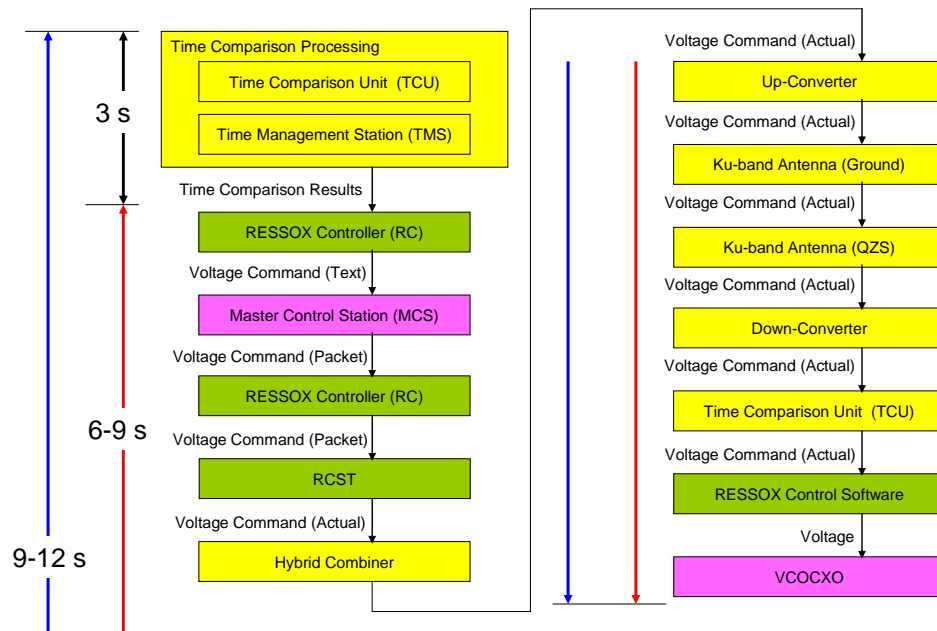 Time Comparison Processing
Time Comparison Unit (TCU)
Time Management Station (TMS)
3 s
Time Comparison Results
RESSOX Controller (RC)
Voltage Command (Text)
Master Control Station (MCS)
Voltage Command (Packet)
RESSOX Controller (RC)
6-9 s
Voltage Command (Packet)
RCST
Voltage Command (Actual)
9-12 s
Hybrid Combiner
Voltage Command (Actual)
Up-Converter
Voltage Command (Actual)
Ku-band Antenna (Ground)
Voltage Command (Actual)
Ku-band Antenna (QZS)
Voltage Command (Actual)
Down-Converter
Voltage Command (Actual)
Time Comparison Unit (TCU)
Voltage Command (Actual)
RESSOX Control Software
Voltage
VCOCXO